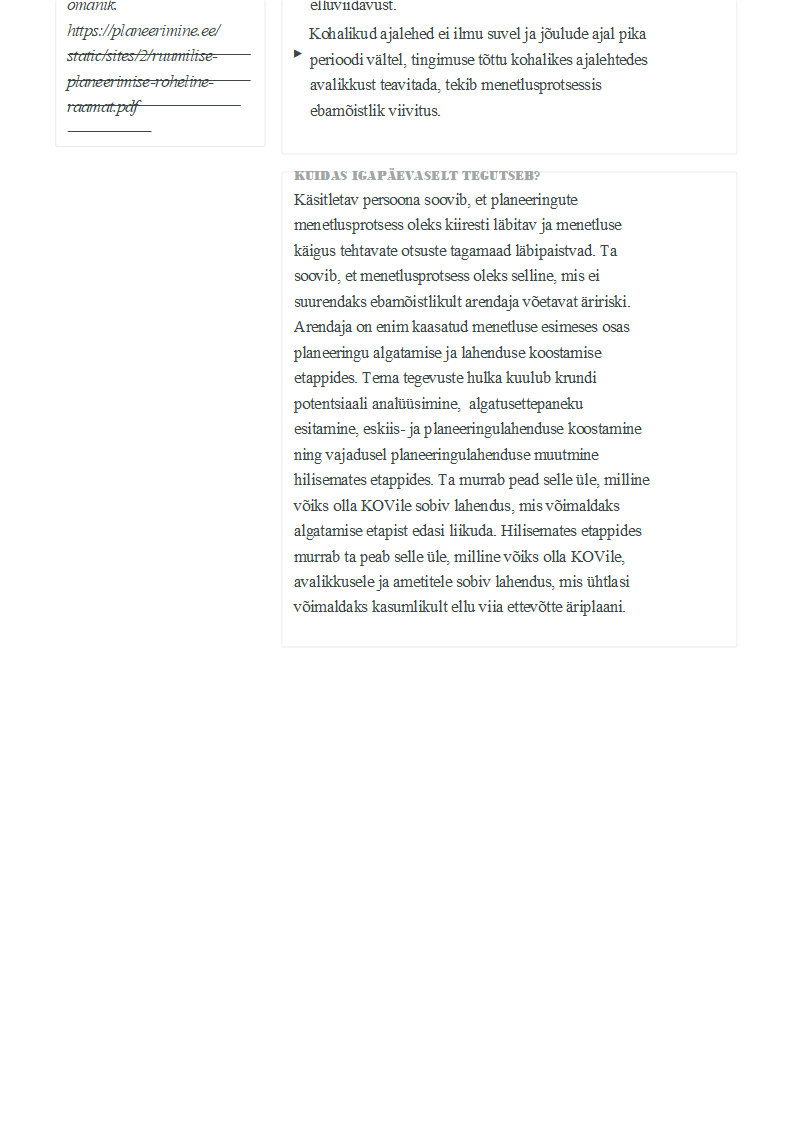 omanik.
https://planeerimine.ee/
static/sites/2/ruumilise-
planeerimise-roheline-
raamat.pdf
elluviidavust.
▸ Kohalikud ajalehed ei ilmu suvel ja jõulude ajal pika
perioodi vältel, tingimuse tõttu kohalikes ajalehtedes
avalikkust teavitada, tekib menetlusprotsessis
ebamõistlik viivitus.
KUIDAS IGAPÄEVASELT TEGUTSEB?
Käsitletav persoona soovib, et planeeringute
menetlusprotsess oleks kiiresti läbitav ja menetluse
käigus tehtavate otsuste tagamaad läbipaistvad. Ta
soovib, et menetlusprotsess oleks selline, mis ei
suurendaks ebamõistlikult arendaja võetavat äririski.
Arendaja on enim kaasatud menetluse esimeses osas
planeeringu algatamise ja lahenduse koostamise
etappides. Tema tegevuste hulka kuulub krundi
potentsiaali analüüsimine, algatusettepaneku
esitamine, eskiis- ja planeeringulahenduse koostamine
ning vajadusel planeeringulahenduse muutmine
hilisemates etappides. Ta murrab pead selle üle, milline
võiks olla KOVile sobiv lahendus, mis võimaldaks
algatamise etapist edasi liikuda. Hilisemates etappides
murrab ta peab selle üle, milline võiks olla KOVile,
avalikkusele ja ametitele sobiv lahendus, mis ühtlasi
võimaldaks kasumlikult ellu viia ettevõtte äriplaani.